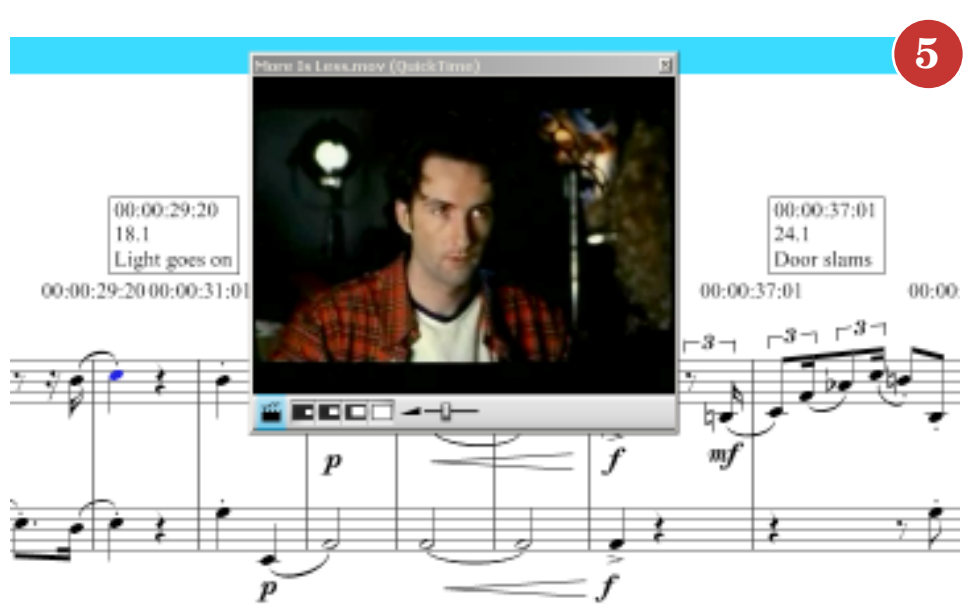 5
More Is Less.mov (QuickTime)
00:00:29:20
18.1
Light goes on
00:00:37:01
24.1
Door slams
00:00:29:20 00:00:31:01
00:00:37:01
00:00:
3
3
3
p
f
mf
p
f